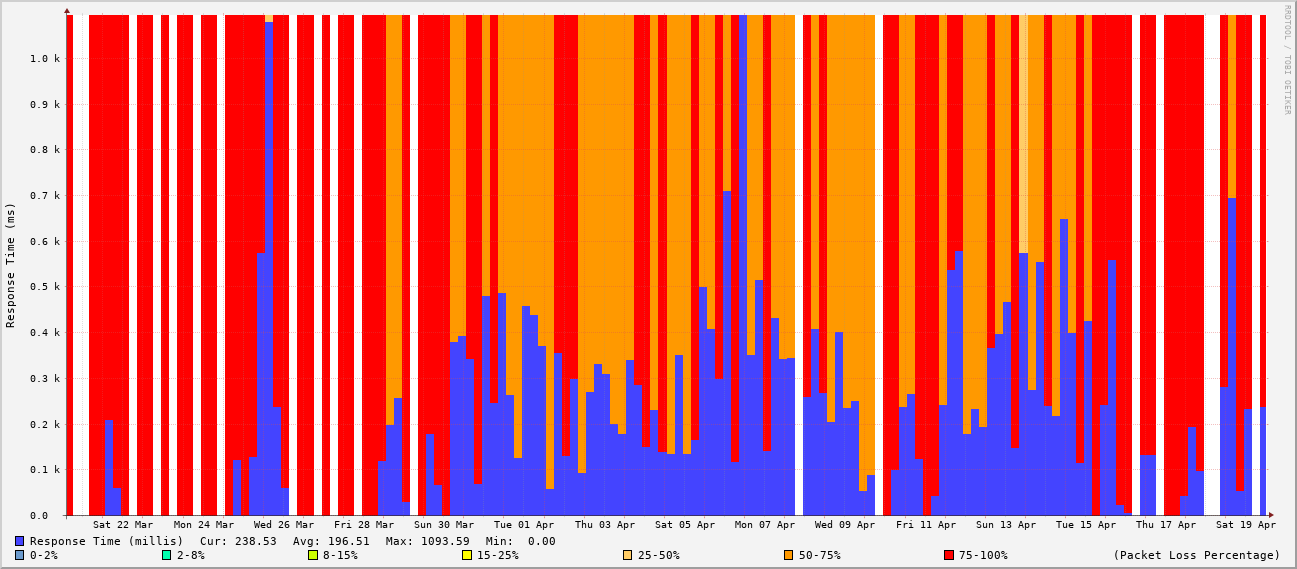 RRDTOOL / TOBI OETIKER
Response Time (ms)
1.0 k
0.9 k
0.8 k
0.7 k
0.6 k
0.5 k
0.4 k
0.3 k
0.2 k
0.1 k
0.0
Sat 22 Mar Mon 24 Mar Wed 26 Mar Fri 28 Mar Sun 30 Mar Tue 01 Apr Thu 03 Apr Sat 05 Apr Mon 07 Apr Wed 09 Apr Fri 11 Apr Sun 13 Apr Tue 15 Apr Thu 17 Apr Sat 19 Apr
Response Time (millis) Cur: 238.53 Avg: 196.51 Max: 1093.59 Min: 0.00
0-2% 2-8% 8-15% 15-25% 25-50% 50-75% 75-100% (Packet Loss Percentage)